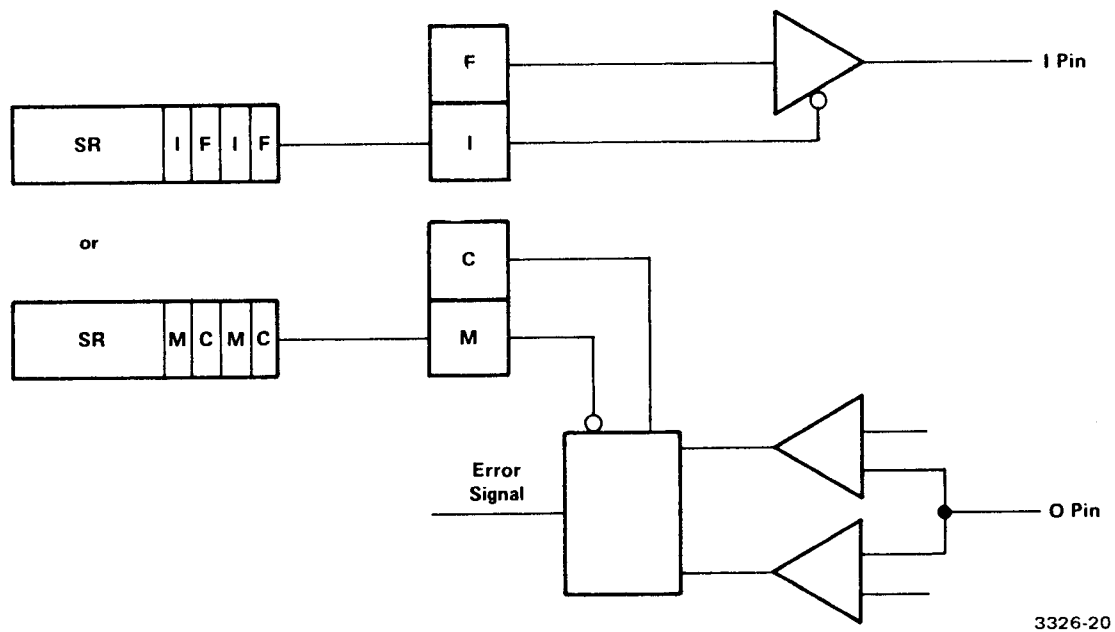 F
I Pin
SR I F I F
I
or
C
SR M C M C
M
Error
Signal
O Pin
3326-20